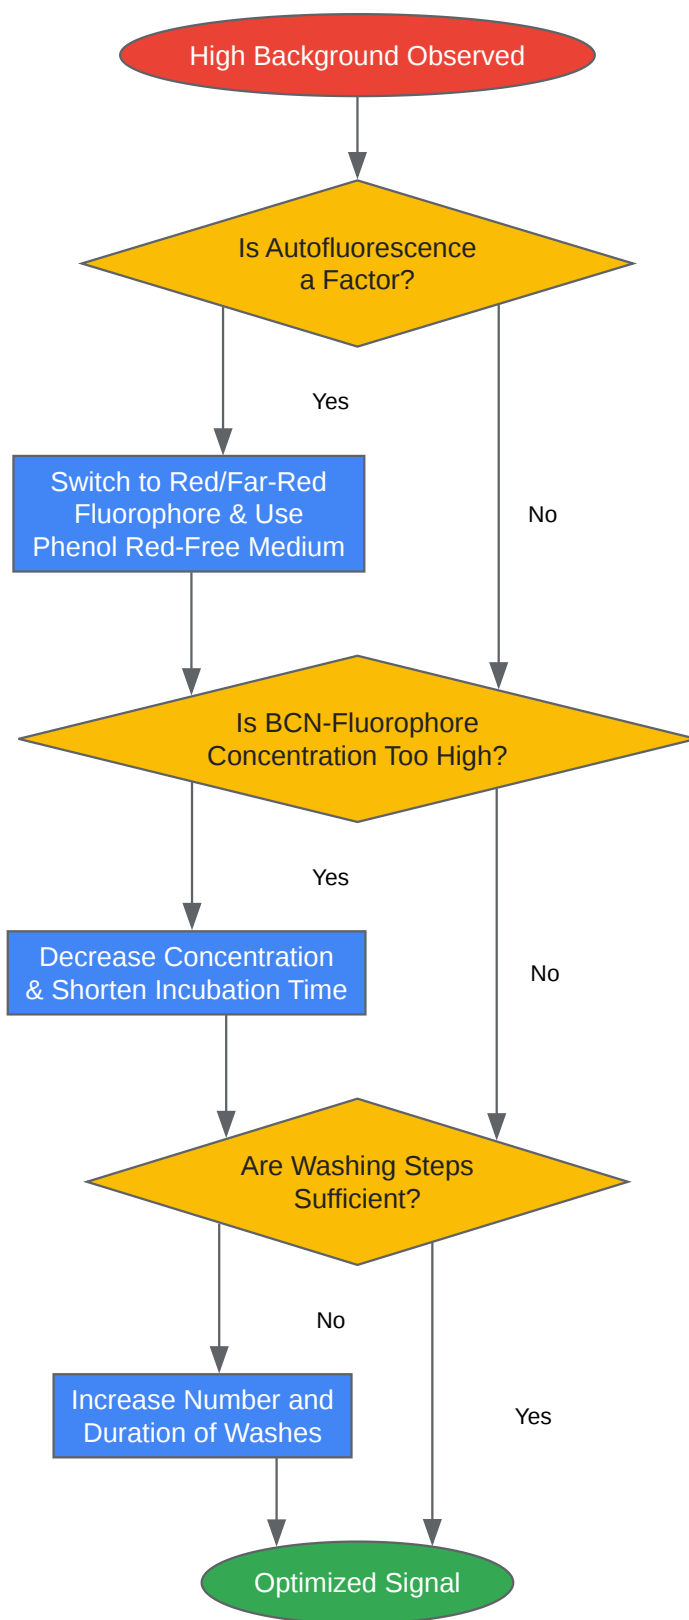 High Background Observed
Is Autofluorescence
a Factor?
Yes
Switch to Red/Far-Red
Fluorophore & Use
Phenol Red-Free Medium
No
Is BCN-Fluorophore
Concentration Too High?
Yes
Decrease Concentration
& Shorten Incubation Time
No
Are Washing Steps
Sufficient?
No
Increase Number and
Duration of Washes
Yes
Optimized Signal